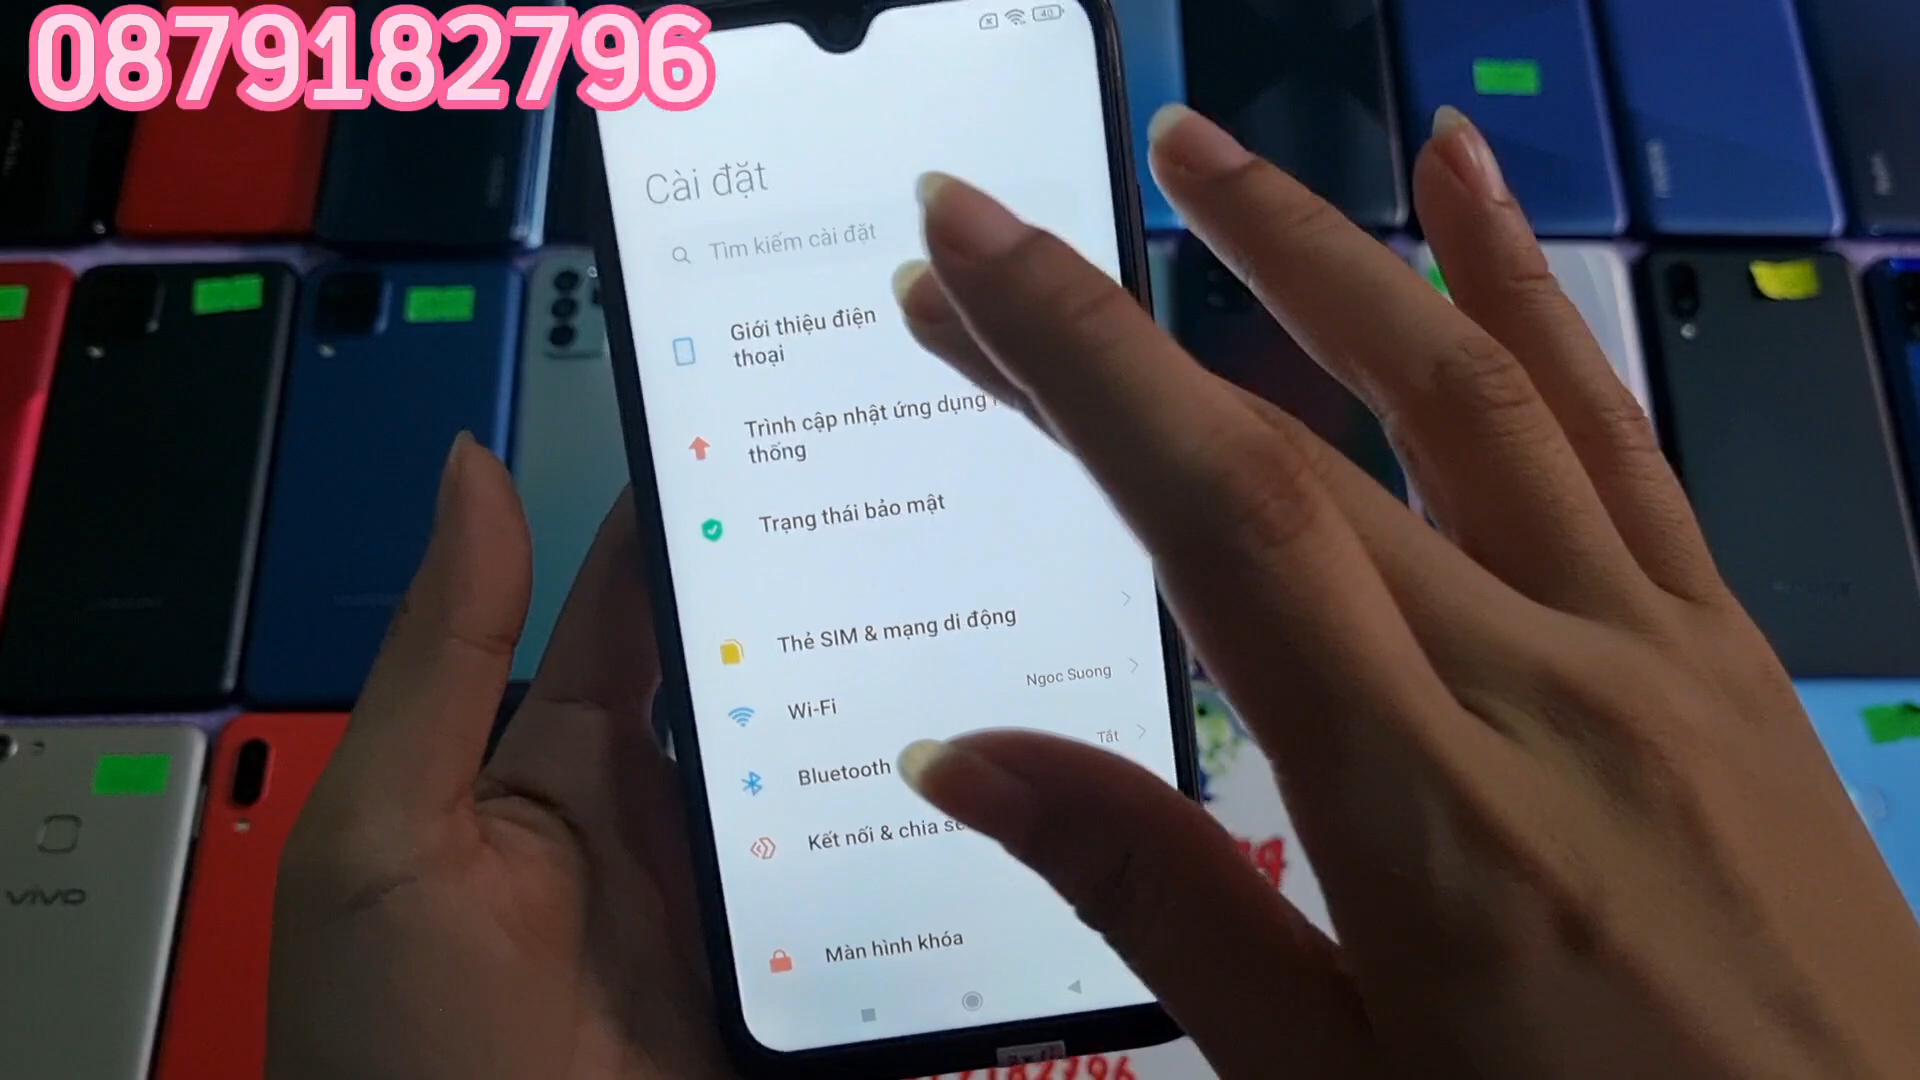 0879182796
40
Cài đặt
Tìm kiếm cài đặt
Giới thiệu điện
thoại
Trình cập nhật ứng dụng
thống
Trạng thái bảo mật
Thẻ SIM & mạng di động
Wi-Fi
Ngoc Suong
Bluetooth
Tắt
Kết nối & chia
Màn hình khóa
vivo
182796